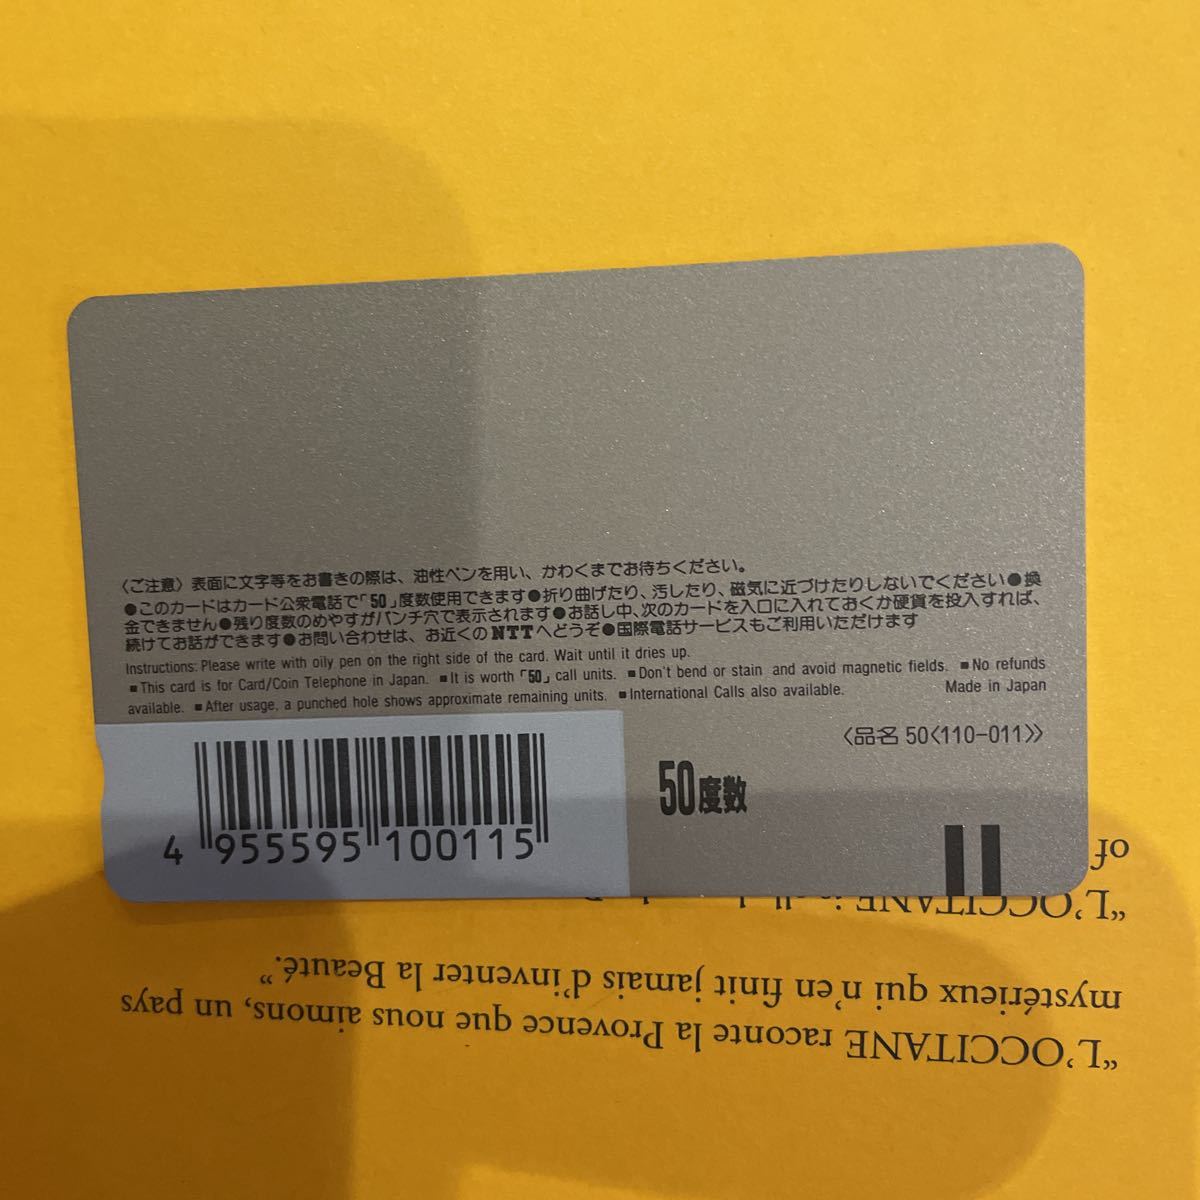 〈ご注意〉表面に文字等をお書きの際は、油性ペンを用い、かわくまでお待ちください。
●このカードはカード公衆電話で「50」度数使用できます●折り曲げたり、汚したり、磁気に近づけたりしないでください●換
金できません●残り度数のめやすがパンチ穴で表示されます●お話し中、次のカードを入口に入れておくか硬貨を投入すれば、
続けてお話ができます●お問い合わせは、お近くのNTTへどうぞ●国際電話サービスもご利用いただけます
Instructions: Please write with oily pen on the right side of the card. Wait until it dries up.
■This card is for Card/Coin Telephone in Japan. ■It is worth「50」call units. ■Don't bend or stain and avoid magnetic fields. ■No refunds
available. ■After usage, a punched hole shows approximate remaining units. ■International Calls also available. Made in Japan
〈品名 50〈110-011〉〉
50度数
4 955595 100115
"L'OCCITANE raconte la Provence que nous aimons, un pays
mystérieux qui n'en finit jamais d'inventer la Beauté."
"L'OCCITANE
of